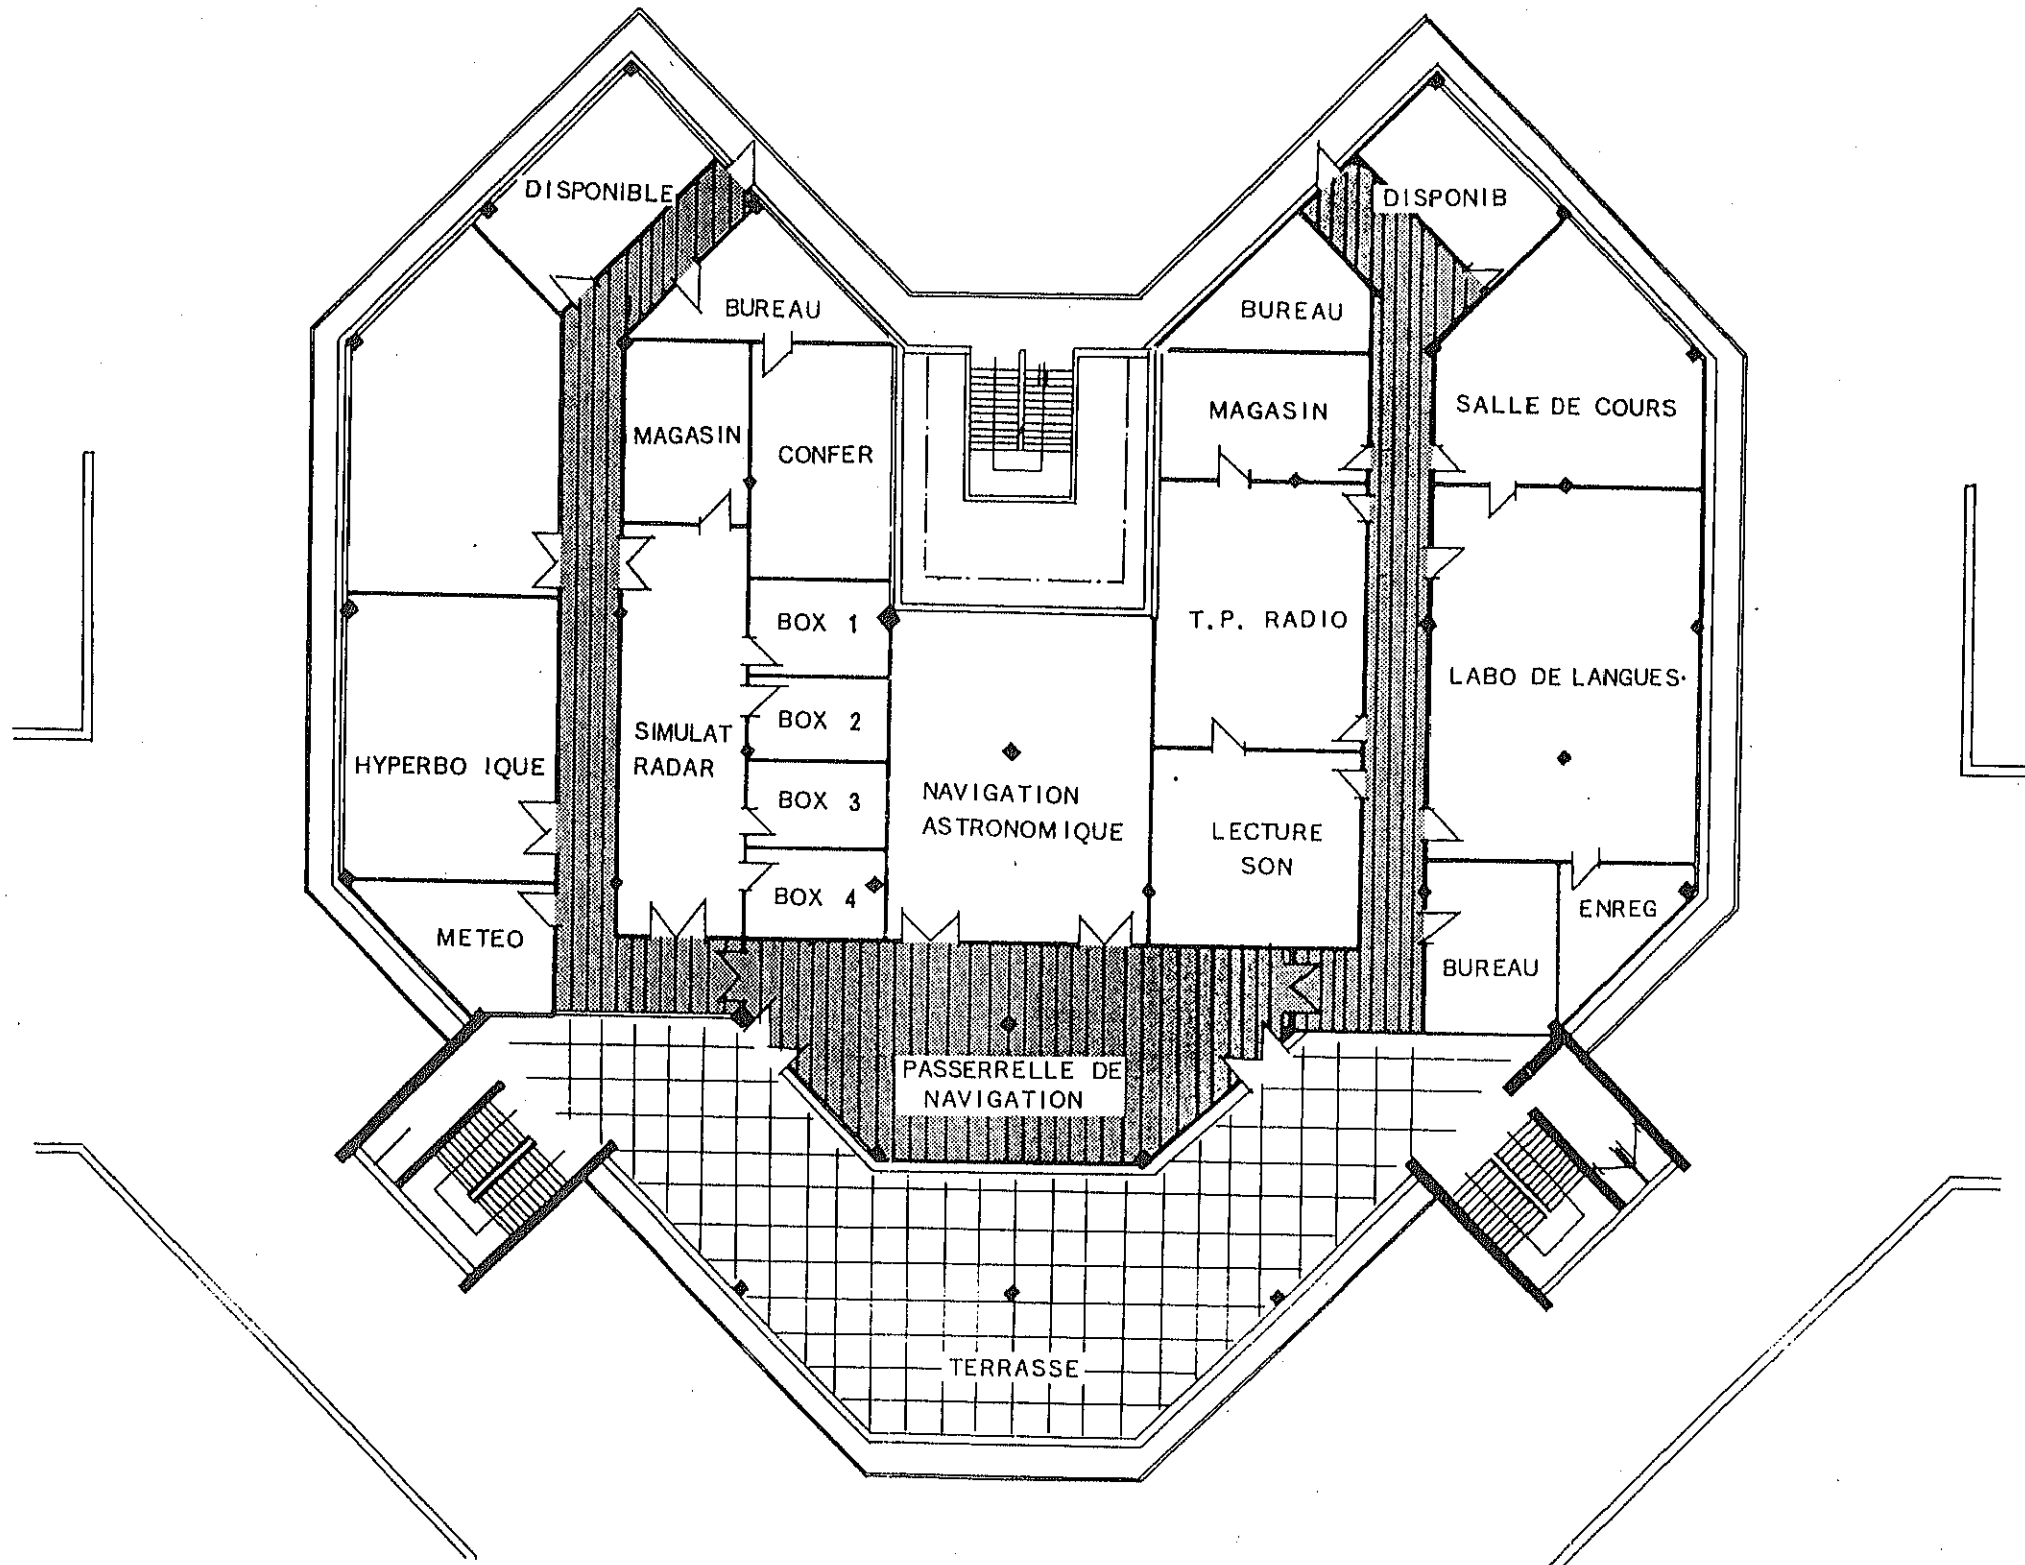 DISPONIBLE
DISPONIB
BUREAU
BUREAU
MAGASIN
CONFER
MAGASIN
SALLE DE COURS
BOX 1
T.P. RADIO
BOX 2
LABO DE LANGUES
SIMULAT
RADAR
HYPERBO IQUE
BOX 3
NAVIGATION
ASTRONOMIQUE
LECTURE
SON
BOX 4
ENREG
METEO
BUREAU
PASSERRELLE DE
NAVIGATION
TERRASSE